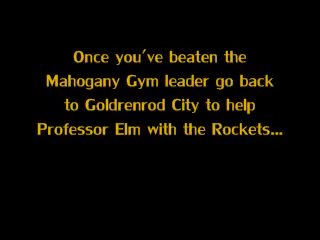 Once you've beaten the
Mahogany Gym leader go back
to Goldrenrod City to help
Professor Elm with the Rockets...